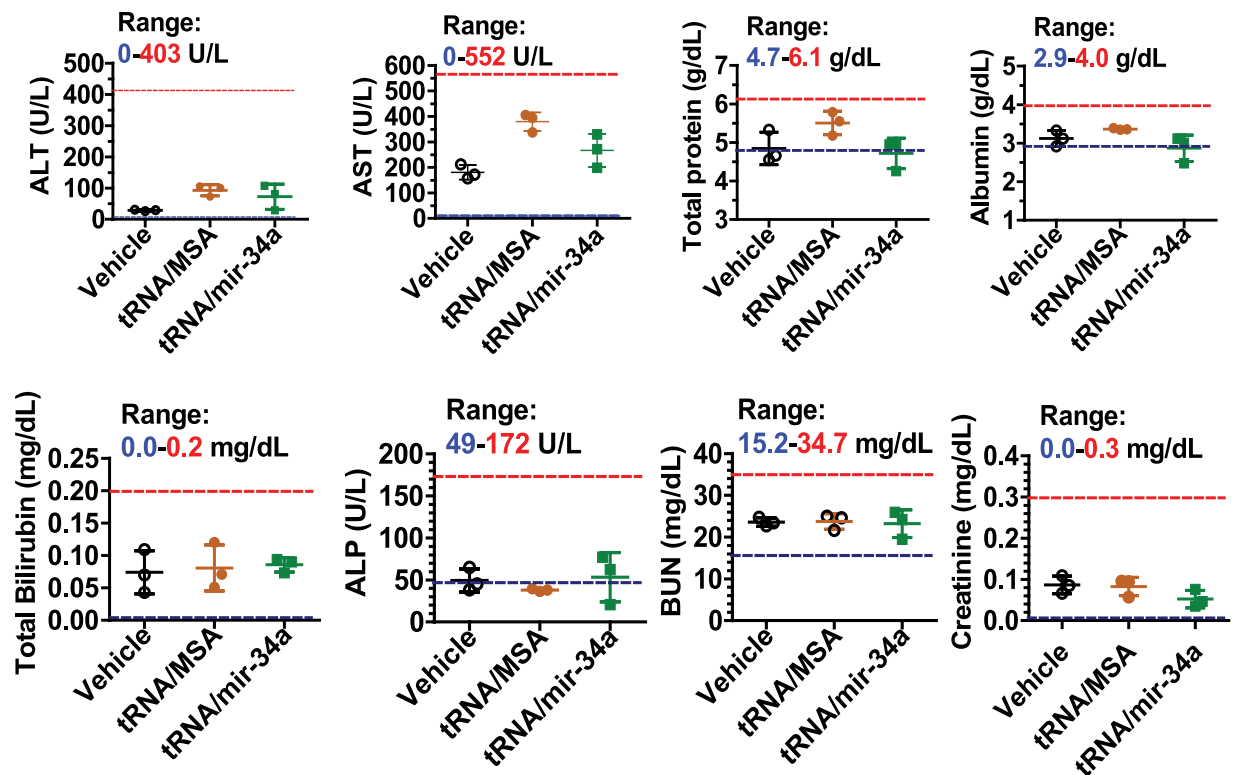 Range:
0-403 U/L
ALT (U/L)
500
400
300
200
100
0
Vehicle
tRNA/MSA
tRNA/mir-34a
Range:
0-552 U/L
AST (U/L)
600
500
400
300
200
100
0
Vehicle
tRNA/MSA
tRNA/mir-34a
Range:
4.7-6.1 g/dL
Total protein (g/dL)
7
6
5
4
3
Vehicle
tRNA/MSA
tRNA/mir-34a
Range:
2.9-4.0 g/dL
Albumin (g/dL)
5
4
3
2
1
Vehicle
tRNA/MSA
tRNA/mir-34a
Range:
0.0-0.2 mg/dL
Total Bilirubin (mg/dL)
0.25
0.20
0.15
0.10
0.05
0.00
Vehicle
tRNA/MSA
tRNA/mir-34a
Range:
49-172 U/L
ALP (U/L)
200
150
100
50
0
Vehicle
tRNA/MSA
tRNA/mir-34a
Range:
15.2-34.7 mg/dL
BUN (mg/dL)
40
30
20
10
0
Vehicle
tRNA/MSA
tRNA/mir-34a
Range:
0.0-0.3 mg/dL
Creatinine (mg/dL)
0.4
0.3
0.2
0.1
0.0
Vehicle
tRNA/MSA
tRNA/mir-34a